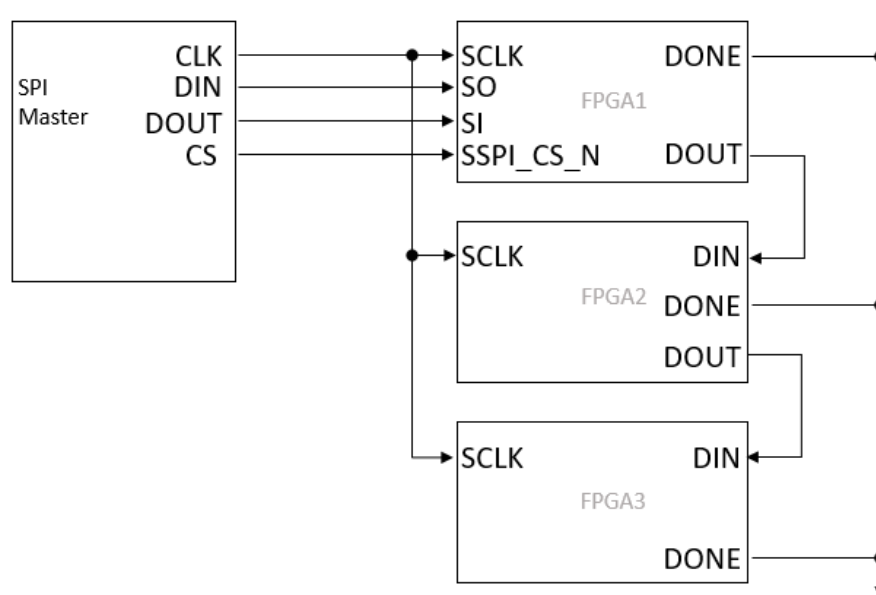 SPI
Master
CLK
DIN
DOUT
CS
SCLK
SO
SI
SSPI_CS_N
FPGA1
DONE
DOUT
SCLK
FPGA2
DIN
DONE
DOUT
SCLK
FPGA3
DIN
DONE